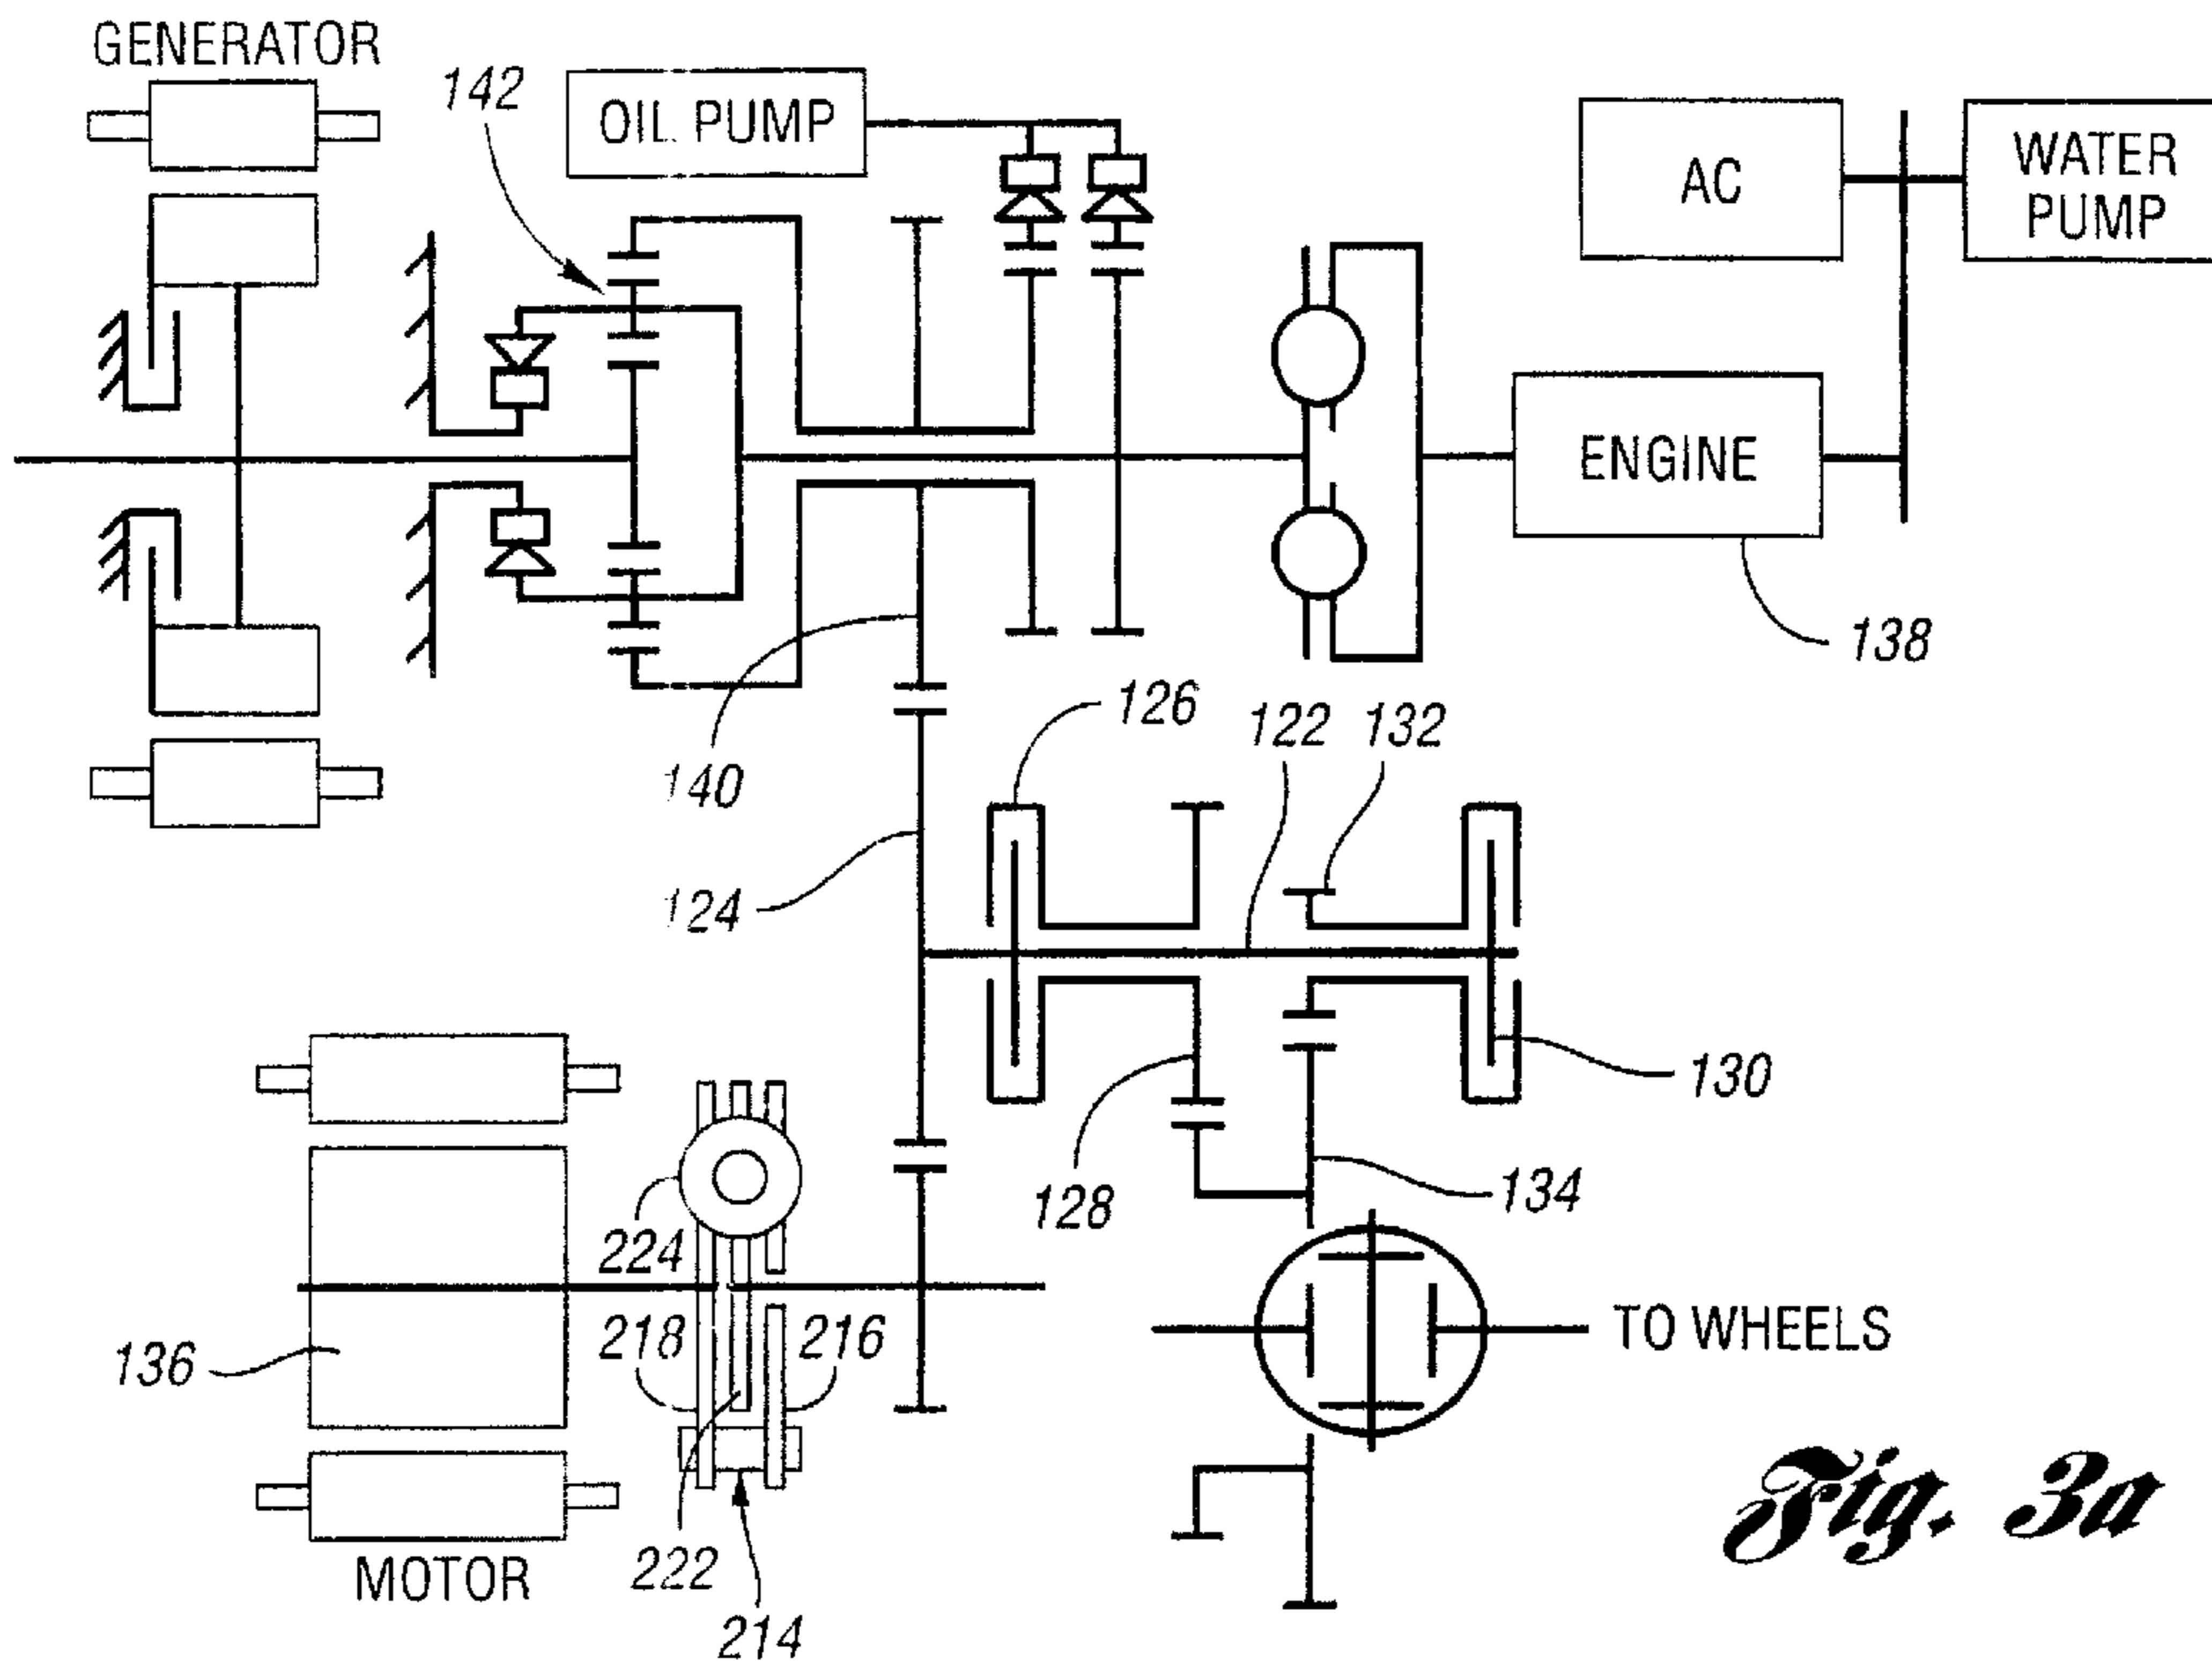 GENERATOR
142
OIL PUMP
AC
WATER
PUMP
ENGINE
138
126
122
132
140
124
130
128
134
224
218
216
136
TO WHEELS
222
MOTOR
214
Fig. 3a